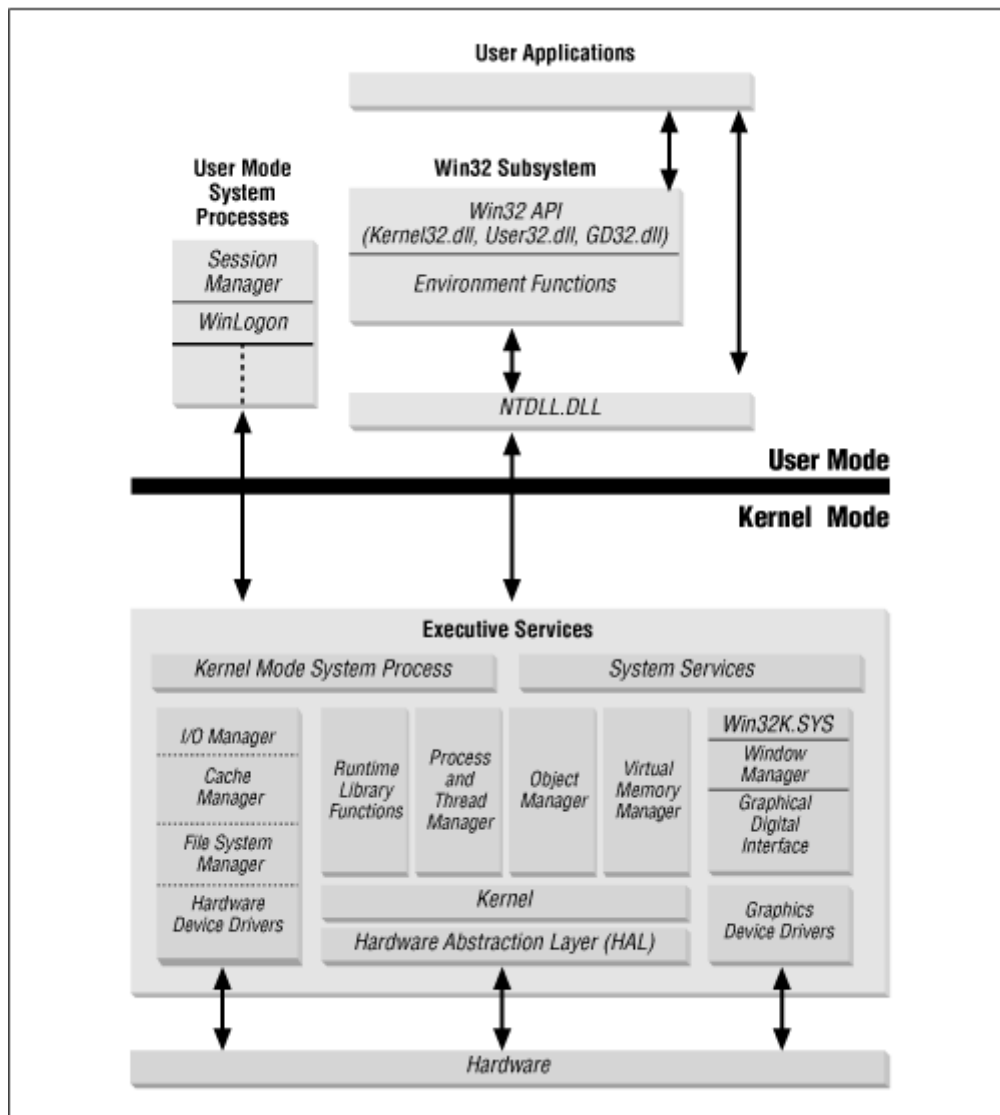 User Applications
User Mode
System
Processes
Win32 Subsystem
Win32 API
(Kernel32.dll, User32.dll, GD32.dll)
Environment Functions
Session
Manager
WinLogon
NTDLL.DLL
User Mode
Kernel Mode
Executive Services
Kernel Mode System Process
System Services
I/O Manager
Cache
Manager
File System
Manager
Hardware
Device Drivers
Runtime
Library
Functions
Process
and
Thread
Manager
Object
Manager
Virtual
Memory
Manager
Win32K.SYS
Window
Manager
Graphical
Digital
Interface
Kernel
Hardware Abstraction Layer (HAL)
Graphics
Device Drivers
Hardware